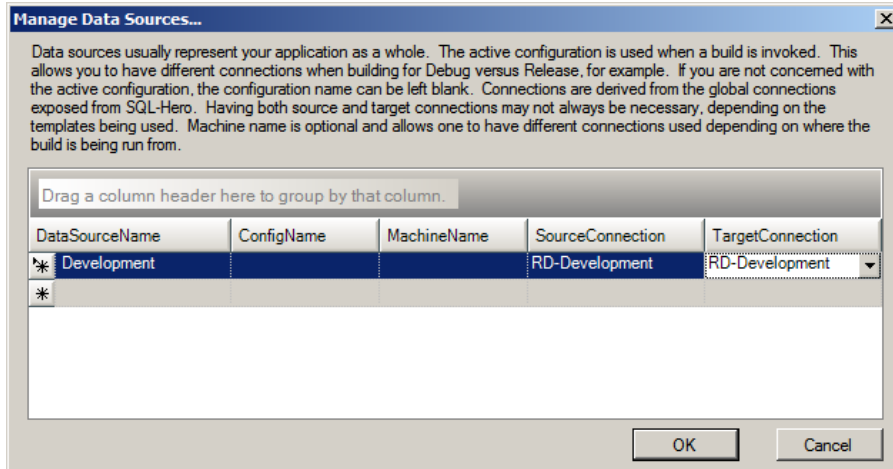 Manage Data Sources...
Data sources usually represent your application as a whole. The active configuration is used when a build is invoked. This
allows you to have different connections when building for Debug versus Release, for example. If you are not concerned with
the active configuration, the configuration name can be left blank. Connections are derived from the global connections
exposed from SQL-Hero. Having both source and target connections may not always be necessary, depending on the
templates being used. Machine name is optional and allows one to have different connections used depending on where the
build is being run from.
Drag a column header here to group by that column.
DataSourceName ConfigName MachineName SourceConnection TargetConnection
Development RD-Development RD-Development
OK Cancel